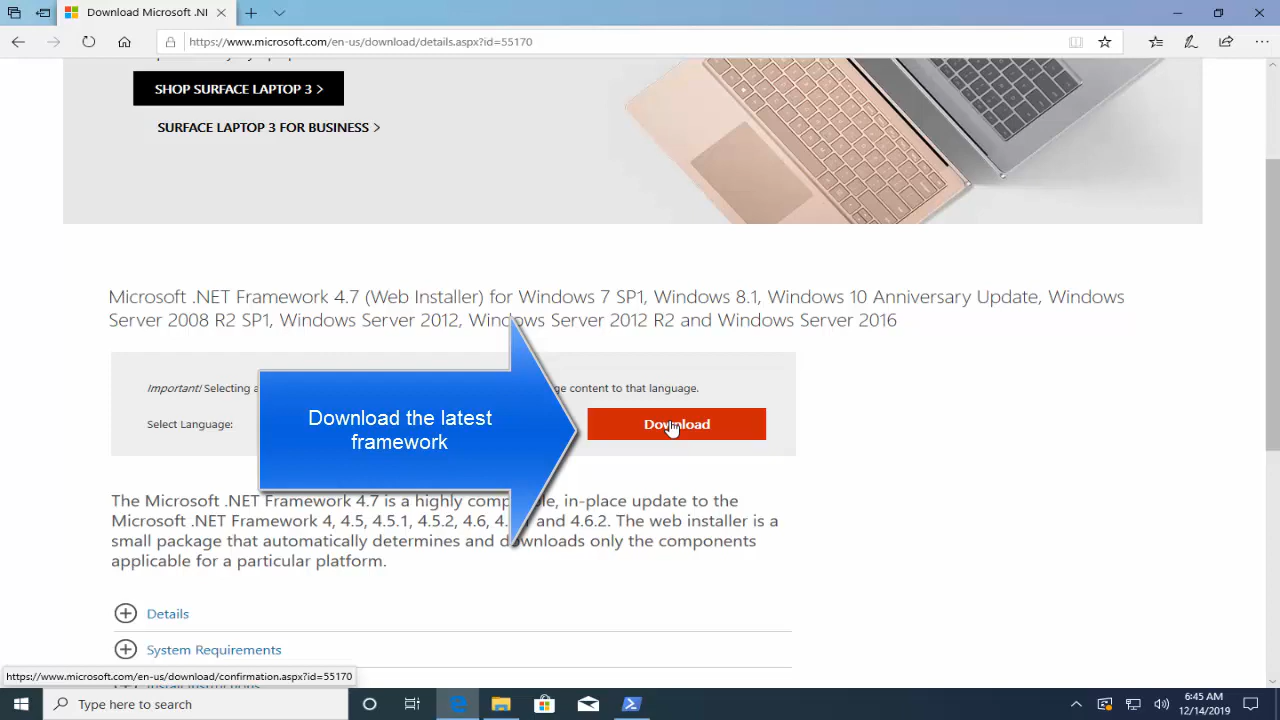 Download Microsoft .NE
https://www.microsoft.com/en-us/download/details.aspx?id=55170
SHOP SURFACE LAPTOP 3 >
SURFACE LAPTOP 3 FOR BUSINESS >
Microsoft .NET Framework 4.7 (Web Installer) for Windows 7 SP1, Windows 8.1, Windows 10 Anniversary Update, Windows
Server 2008 R2 SP1, Windows Server 2012, Windows Server 2012 R2 and Windows Server 2016
Important! Selecting content to that language.
Select Language:
Download
Download the latest
framework
The Microsoft .NET Framework 4.7 is a highly in-place update to the
Microsoft .NET Framework 4, 4.5, 4.5.1, 4.5.2, 4.6, and 4.6.2. The web installer is a
small package that automatically determines and downloads only the components
applicable for a particular platform.
Details
System Requirements
https://www.microsoft.com/en-us/download/confirmation.aspx?id=55170
Type here to search
6:45 AM
12/14/2019